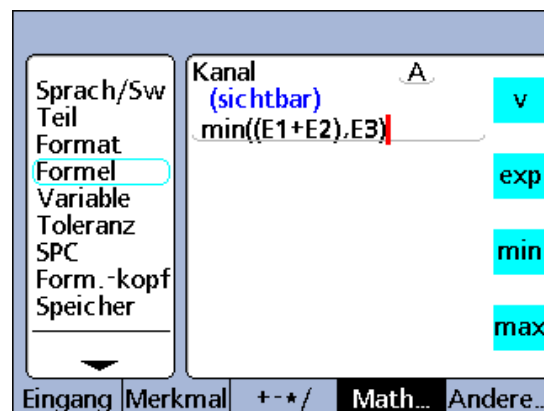 Sprach/Sw
Teil
Format
Formel
Variable
Toleranz
SPC
Form.-kopf
Speicher
Kanal A
(sichtbar)
min((E1+E2),E3)
v
exp
min
max
Eingang Merkmal +-*/ Math... Andere..